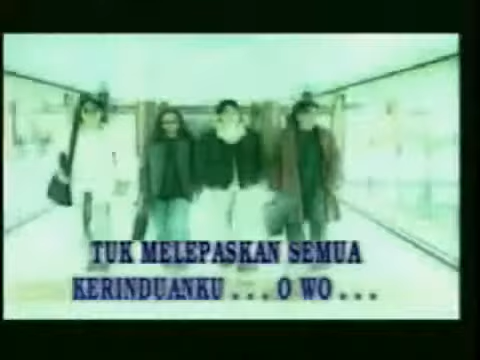 TUK MELEPASKAN SEMUA
KERINDUANKU . . . O WO . . .